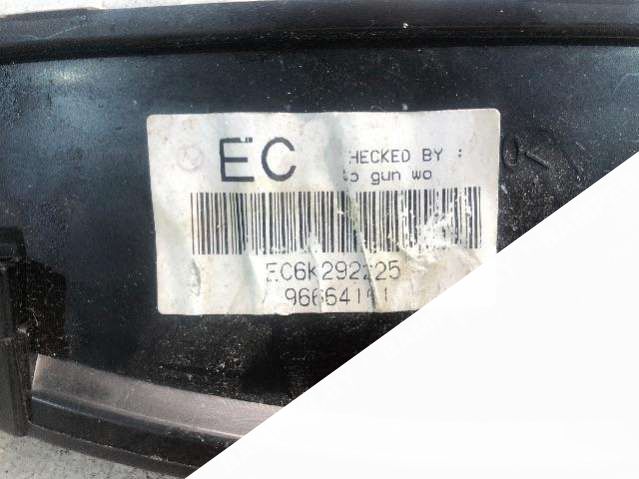 EC
HECKED BY :
gun wo
EC6K292225